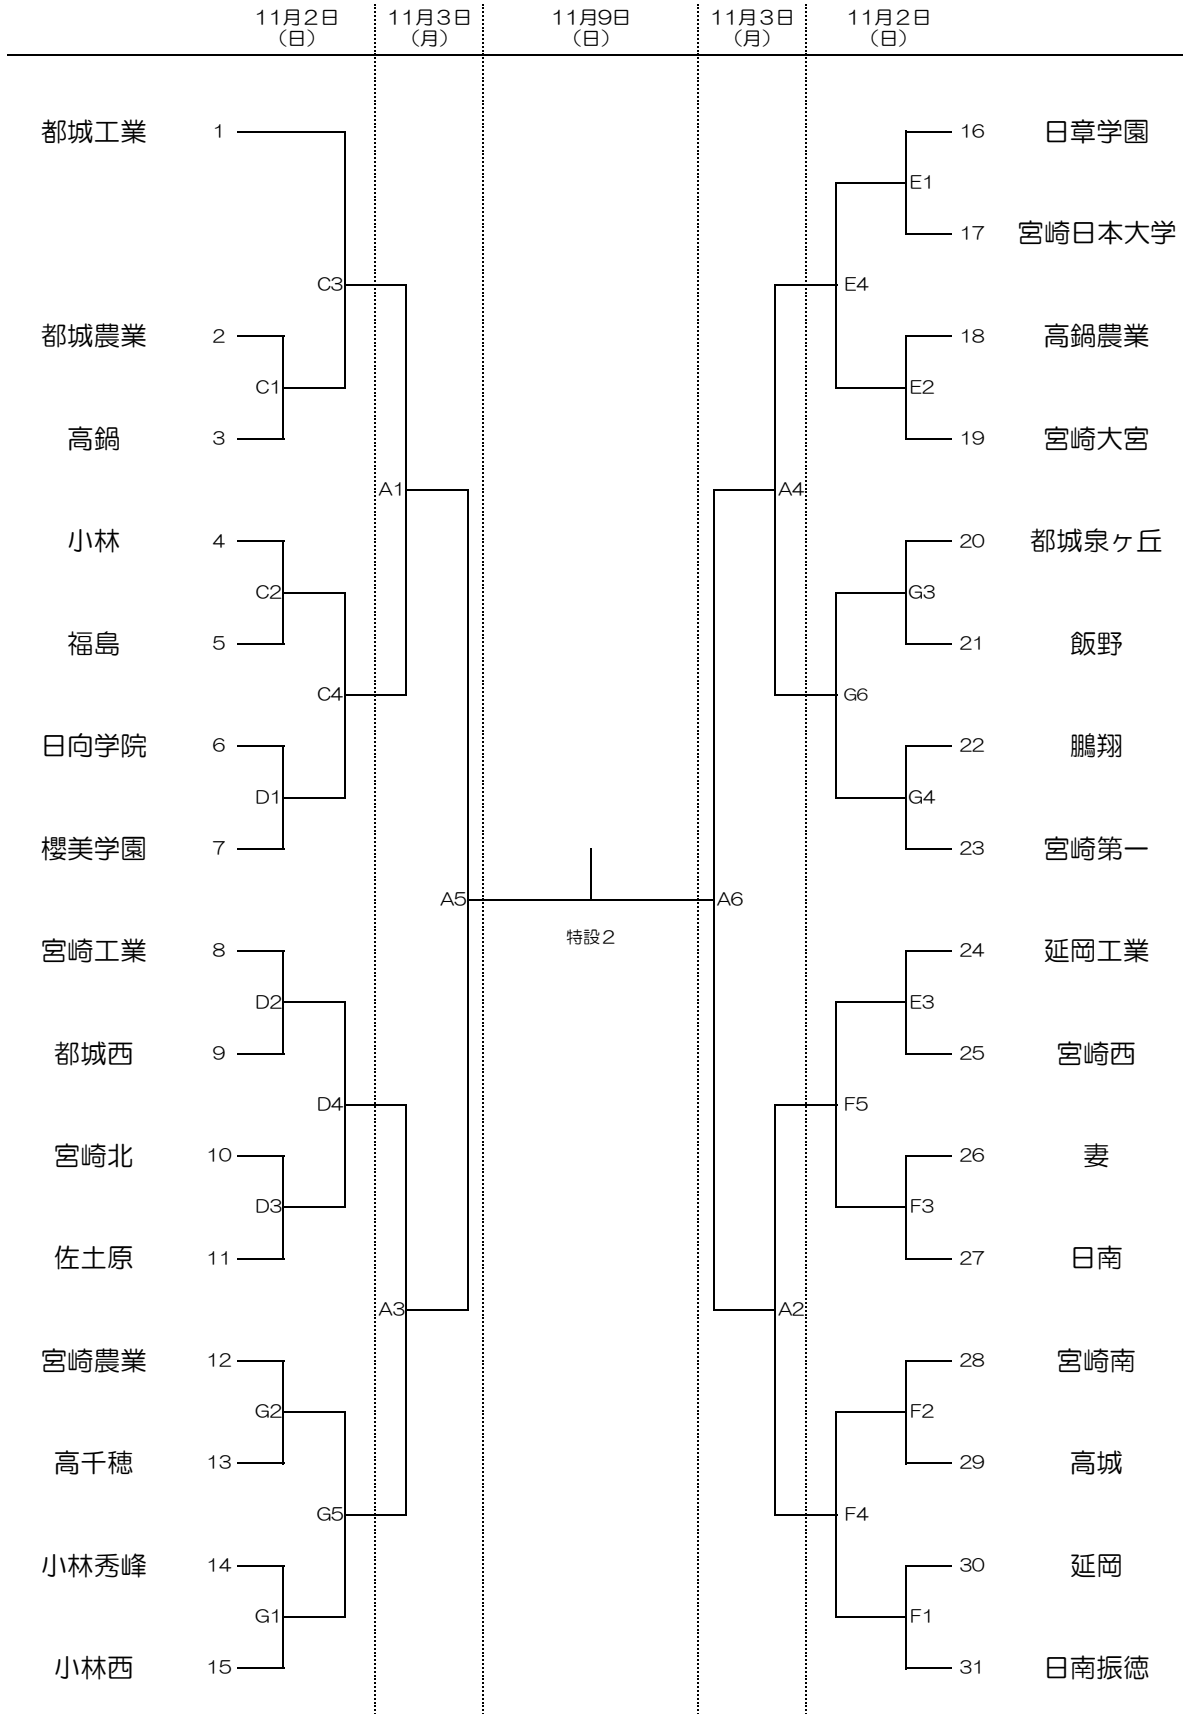 11月2日 11月3日 11月9日 11月3日 11月2日
（日） （月） （日） （月） （日）
都城工業 1 16 日章学園
E1
17 宮崎日本大学
C3 E4
都城農業 2 18 高鍋農業
C1 E2
高鍋 3 19 宮崎大宮
A1 A4
小林 4 20 都城泉ヶ丘
C2 G3
福島 5 21 飯野
C4 G6
日向学院 6 22 鵬翔
D1 G4
櫻美学園 7 23 宮崎第一
A5 A6
特設2
宮崎工業 8 24 延岡工業
D2 E3
都城西 9 25 宮崎西
D4 F5
宮崎北 10 26 妻
D3 F3
佐土原 11 27 日南
A3 A2
宮崎農業 12 28 宮崎南
G2 F2
高千穂 13 29 高城
G5 F4
小林秀峰 14 30 延岡
G1 F1
小林西 15 31 日南振徳